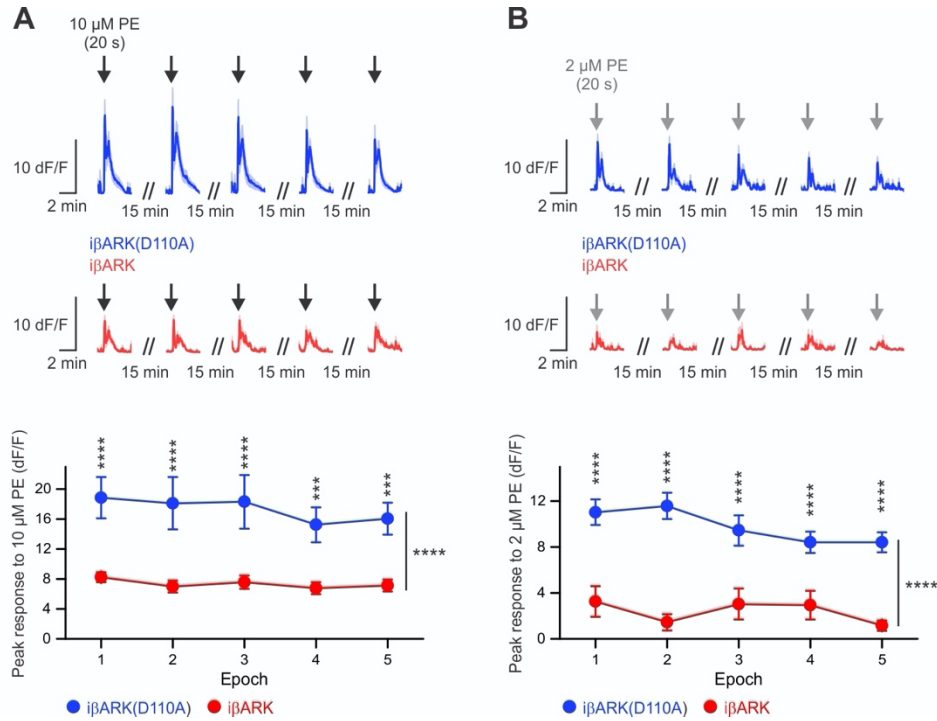 A
10 µM PE
(20 s)
10 dF/F
2 min
15 min
15 min
15 min
15 min
iβARK(D110A)
iβARK
10 dF/F
2 min
15 min
15 min
15 min
15 min
Peak response to 10 µM PE (dF/F)
20
16
12
8
4
0
****
****
****
***
***
****
1 2 3 4 5
Epoch
iβARK(D110A) iβARK
B
2 µM PE
(20 s)
10 dF/F
2 min
15 min
15 min
15 min
15 min
iβARK(D110A)
iβARK
10 dF/F
2 min
15 min
15 min
15 min
15 min
Peak response to 2 µM PE (dF/F)
12
8
4
0
****
****
****
****
****
****
1 2 3 4 5
Epoch
iβARK(D110A) iβARK